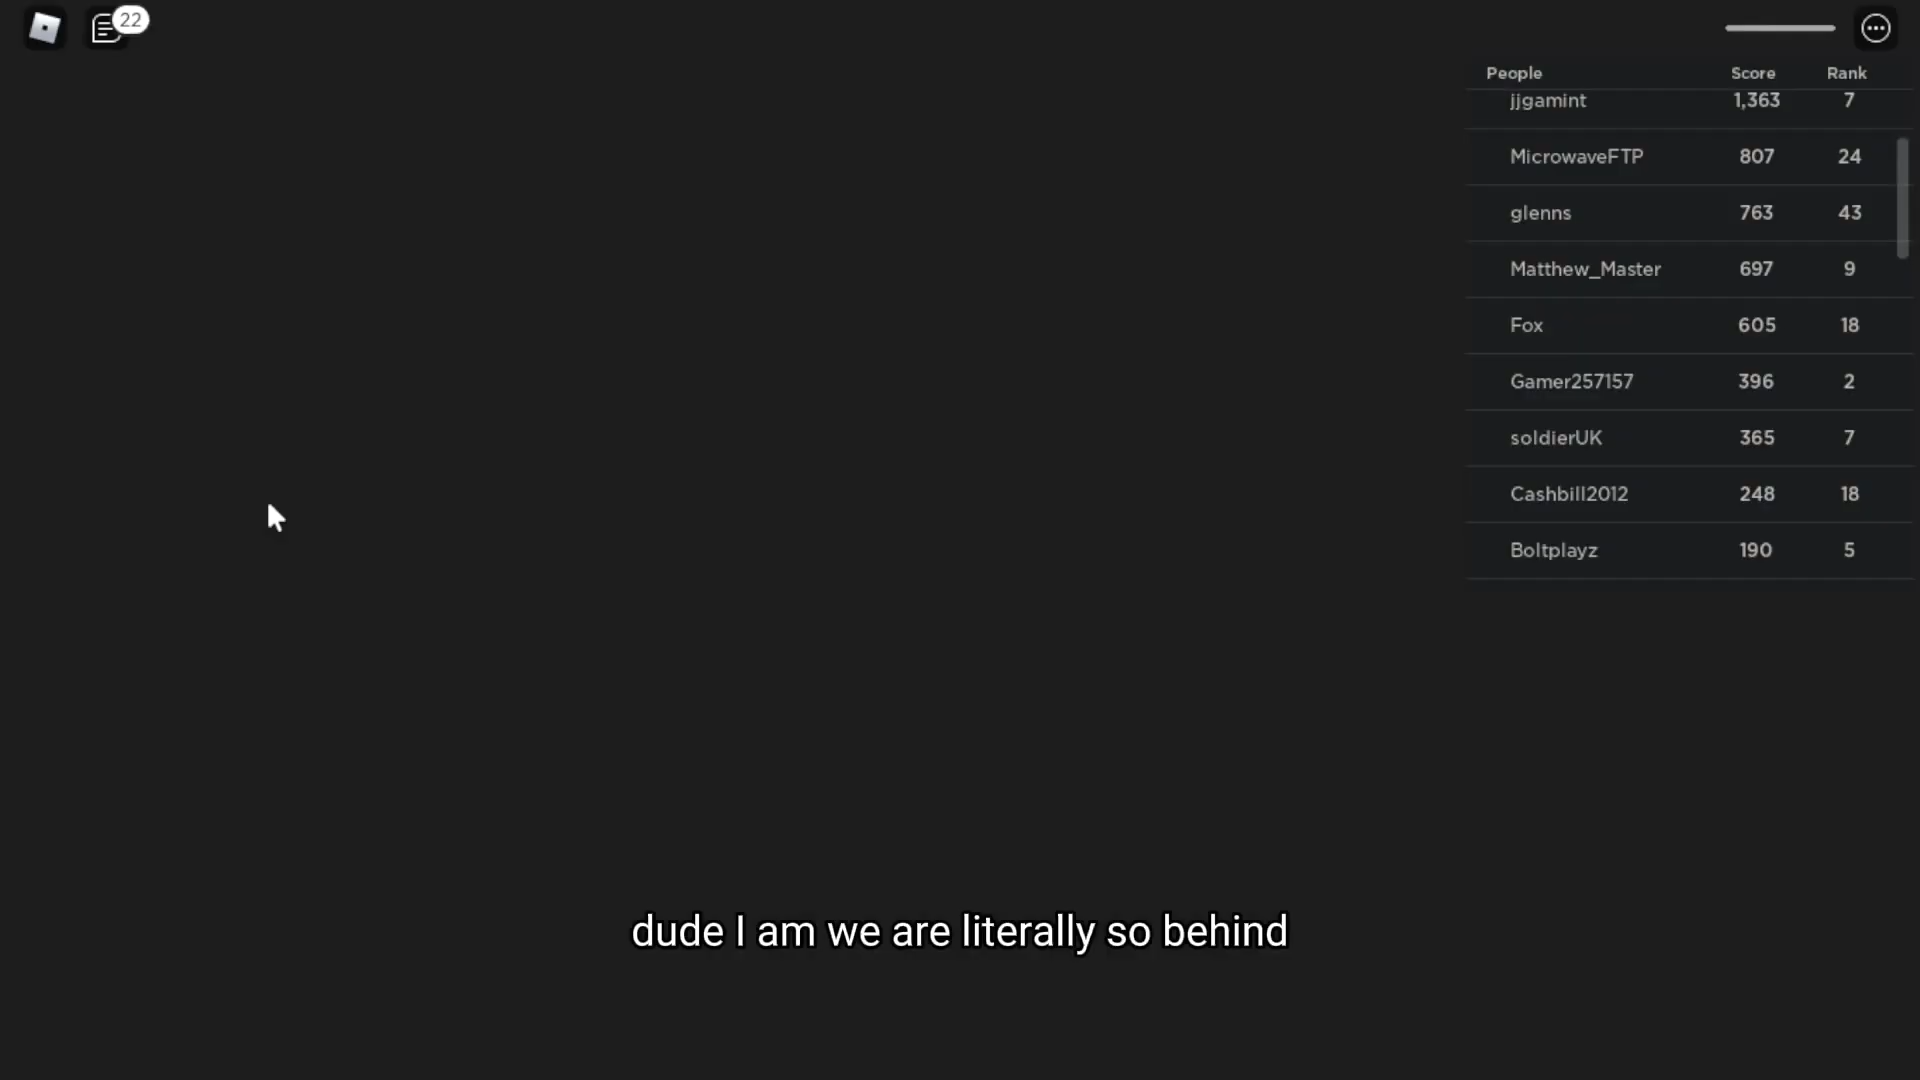 22
People Score Rank
jjgamint 1,363 7
MicrowaveFTP 807 24
glenns 763 43
Matthew_Master 697 9
Fox 605 18
Gamer257157 396 2
soldierUK 365 7
Cashbill2012 248 18
Boltplayz 190 5
dude I am we are literally so behind